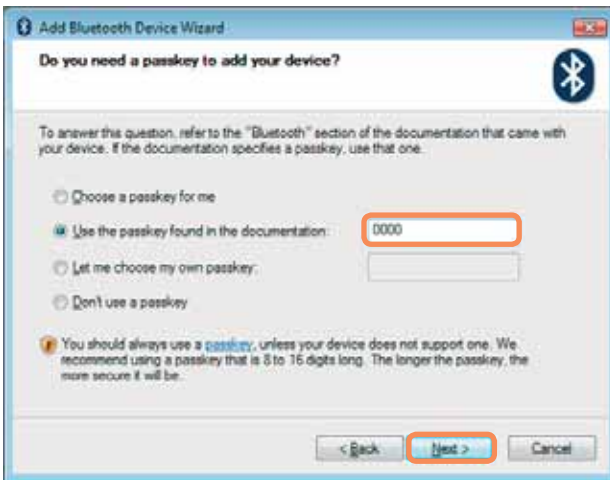 Add Bluetooth Device Wizard
Do you need a passkey to add your device?
To answer this question, refer to the "Bluetooth" section of the documentation that came with
your device. If the documentation specifies a passkey, use that one.
Choose a passkey for me
Use the passkey found in the documentation: 0000
Let me choose my own passkey:
Don't use a passkey
You should always use a passkey, unless your device does not support one. We
recommend using a passkey that is 8 to 16 digits long. The longer the passkey, the
more secure it will be.
< Back Next > Cancel